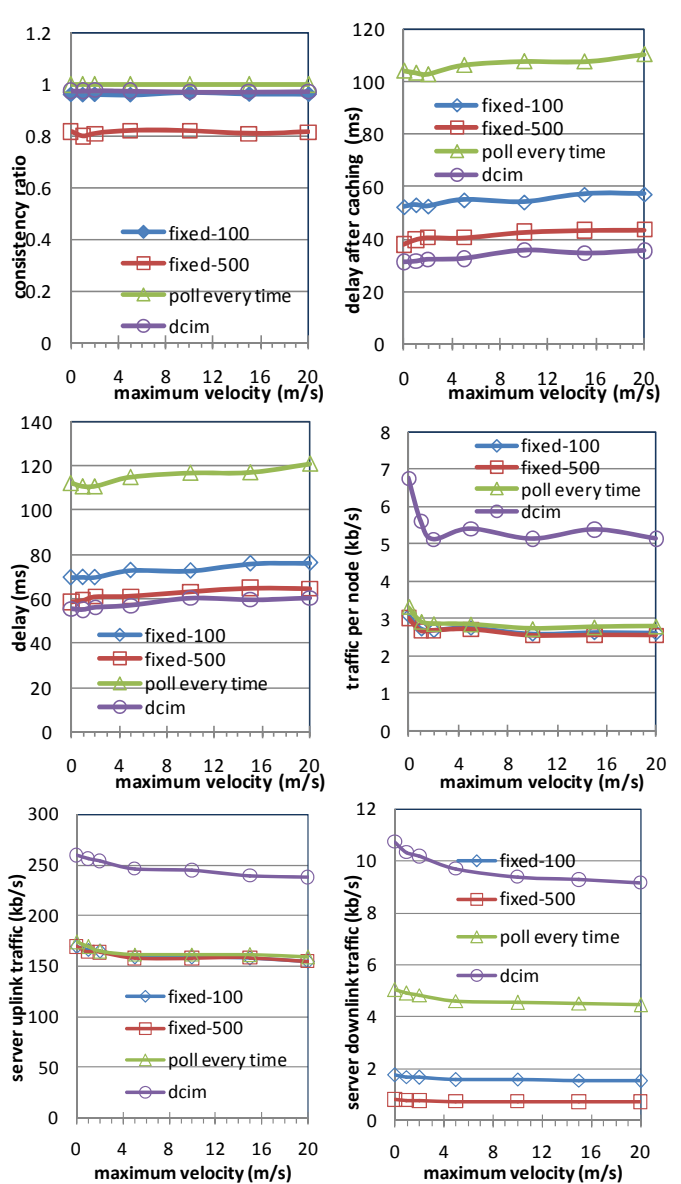 1.2
1
0.8
0.6
0.4
0.2
0
consistency ratio
fixed-100
fixed-500
poll every time
dcim
0 4 8 12 16 20
maximum velocity (m/s)
120
100
80
60
40
20
0
delay after caching (ms)
fixed-100
fixed-500
poll every time
dcim
0 4 8 12 16 20
maximum velocity (m/s)
140
120
100
80
60
40
20
0
delay (ms)
fixed-100
fixed-500
poll every time
dcim
0 4 8 12 16 20
maximum velocity (m/s)
8
7
6
5
4
3
2
1
0
traffic per node (kb/s)
fixed-100
fixed-500
poll every time
dcim
0 4 8 12 16 20
maximum velocity (m/s)
300
250
200
150
100
50
0
server uplink traffic (kb/s)
fixed-100
fixed-500
poll every time
dcim
0 4 8 12 16 20
maximum velocity (m/s)
12
10
8
6
4
2
0
server downlink traffic (kb/s)
fixed-100
fixed-500
poll every time
dcim
0 4 8 12 16 20
maximum velocity (m/s)